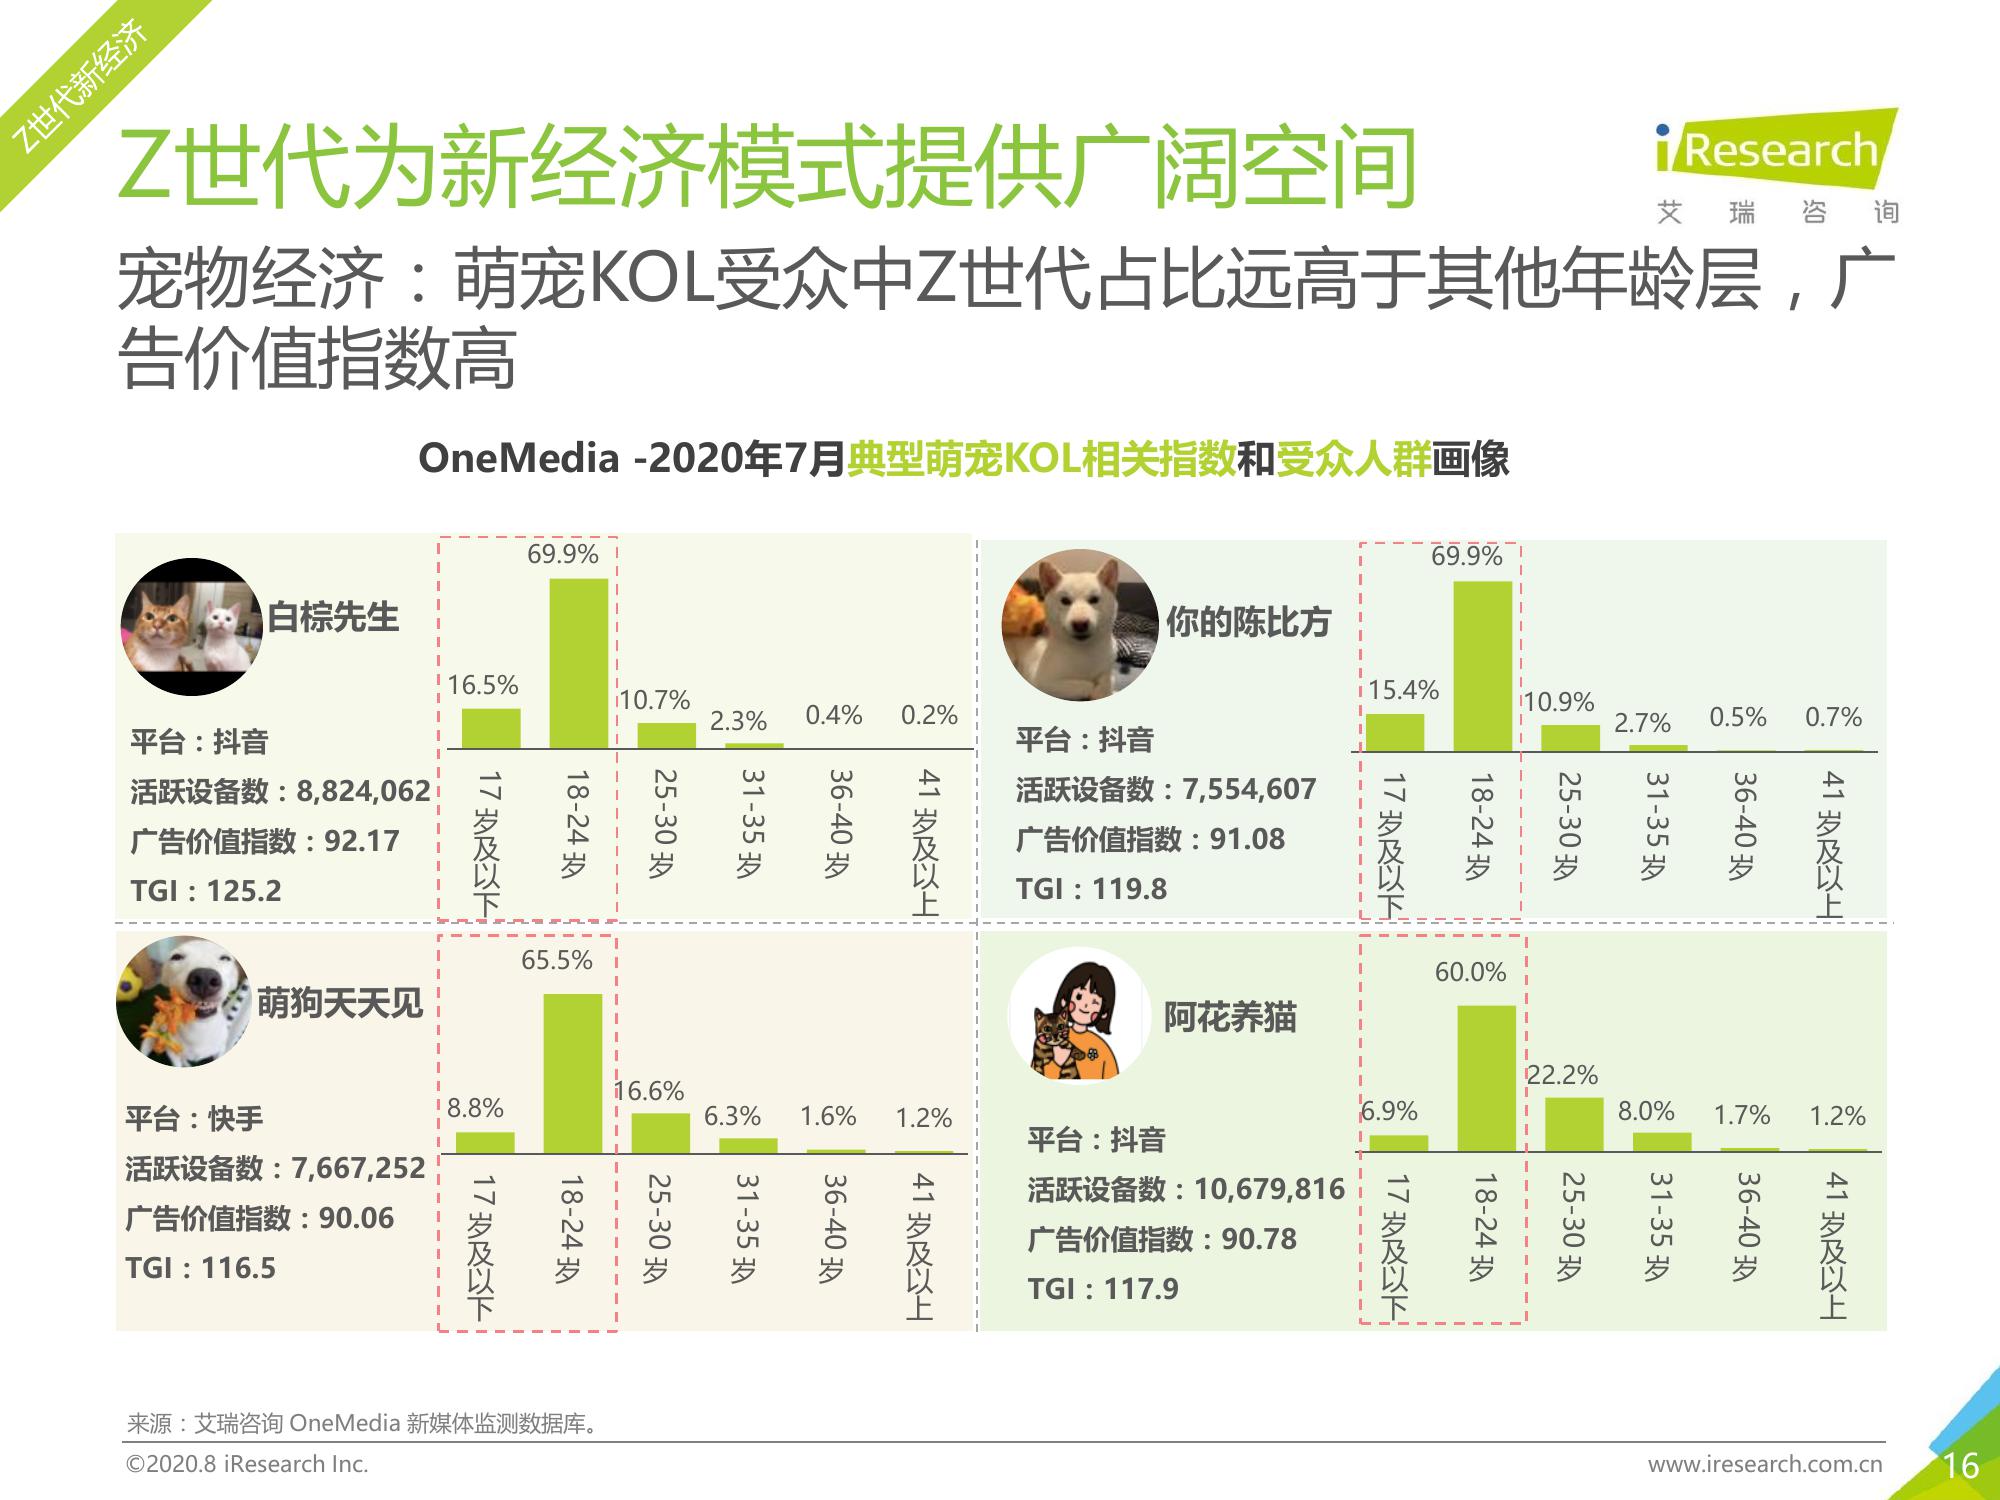 Z世代新经济
Z世代为新经济模式提供广阔空间
iResearch
艾瑞咨询
宠物经济：萌宠KOL受众中Z世代占比远高于其他年龄层，广
告价值指数高
OneMedia -2020年7月典型萌宠KOL相关指数和受众人群画像
白棕先生
平台：抖音
活跃设备数：8,824,062
广告价值指数：92.17
TGI：125.2
16.5%
69.9%
10.7%
2.3%
0.4%
0.2%
17岁及以下
18-24岁
25-30岁
31-35岁
36-40岁
41岁及以上
你的陈比方
平台：抖音
活跃设备数：7,554,607
广告价值指数：91.08
TGI：119.8
15.4%
69.9%
10.9%
2.7%
0.5%
0.7%
17岁及以下
18-24岁
25-30岁
31-35岁
36-40岁
41岁及以上
萌狗天天见
平台：快手
活跃设备数：7,667,252
广告价值指数：90.06
TGI：116.5
8.8%
65.5%
16.6%
6.3%
1.6%
1.2%
17岁及以下
18-24岁
25-30岁
31-35岁
36-40岁
41岁及以上
阿花养猫
平台：抖音
活跃设备数：10,679,816
广告价值指数：90.78
TGI：117.9
6.9%
60.0%
22.2%
8.0%
1.7%
1.2%
17岁及以下
18-24岁
25-30岁
31-35岁
36-40岁
41岁及以上
来源：艾瑞咨询 OneMedia 新媒体监测数据库。
©2020.8 iResearch Inc.
www.iresearch.com.cn
16